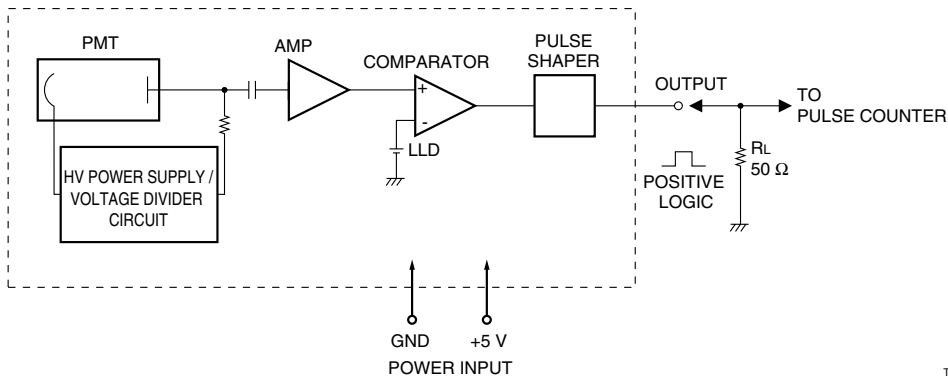 PMT
AMP
COMPARATOR
PULSE
SHAPER
OUTPUT
TO
PULSE COUNTER
+
-
LLD
RL
50 Ω
POSITIVE
LOGIC
HV POWER SUPPLY /
VOLTAGE DIVIDER
CIRCUIT
GND
+5 V
POWER INPUT